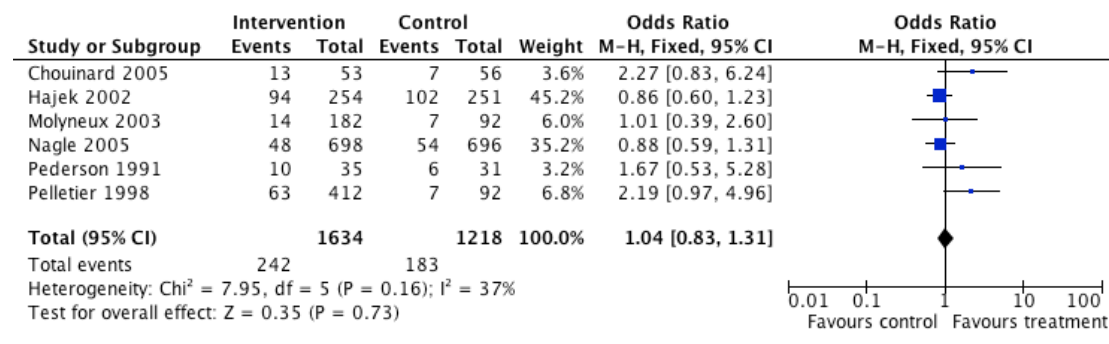 Intervention Control Odds Ratio Odds Ratio
Study or Subgroup Events Total Events Total Weight M-H, Fixed, 95% CI M-H, Fixed, 95% CI
Chouinard 2005 13 53 7 56 3.6% 2.27 [0.83, 6.24]
Hajek 2002 94 254 102 251 45.2% 0.86 [0.60, 1.23]
Molyneux 2003 14 182 7 92 6.0% 1.01 [0.39, 2.60]
Nagle 2005 48 698 54 696 35.2% 0.88 [0.59, 1.31]
Pederson 1991 10 35 6 31 3.2% 1.67 [0.53, 5.28]
Pelletier 1998 63 412 7 92 6.8% 2.19 [0.97, 4.96]
Total (95% CI) 1634 1218 100.0% 1.04 [0.83, 1.31]
Total events 242 183
Heterogeneity: Chi² = 7.95, df = 5 (P = 0.16); I² = 37%
Test for overall effect: Z = 0.35 (P = 0.73)
0.01 0.1 1 10 100
Favours control Favours treatment